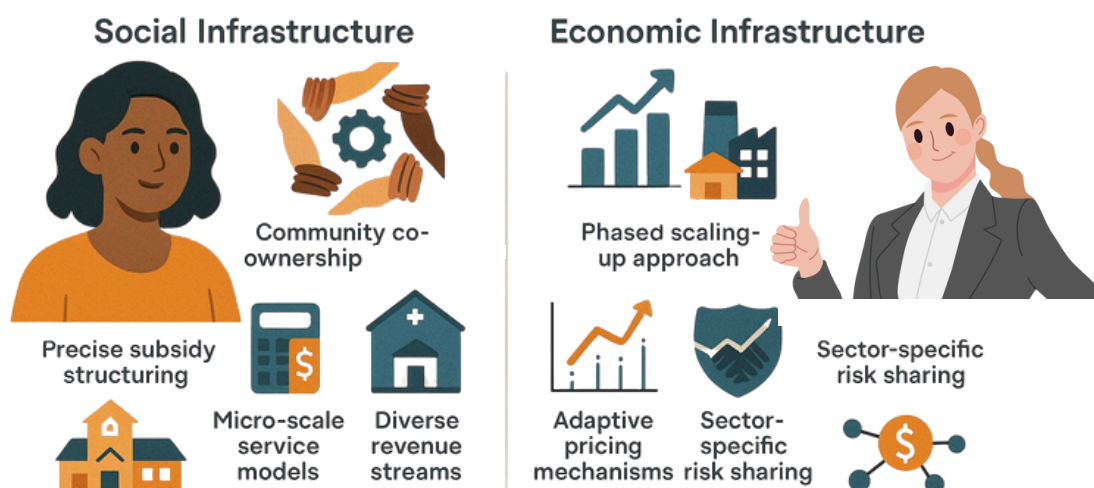 Social Infrastructure
Community co-
ownership
Precise subsidy
structuring
$
Micro-scale
service
models
Diverse
revenue
streams
Economic Infrastructure
Phased scaling-
up approach
Adaptive
pricing
mechanisms
Sector-
specific
risk sharing
Sector-specific
risk sharing
$